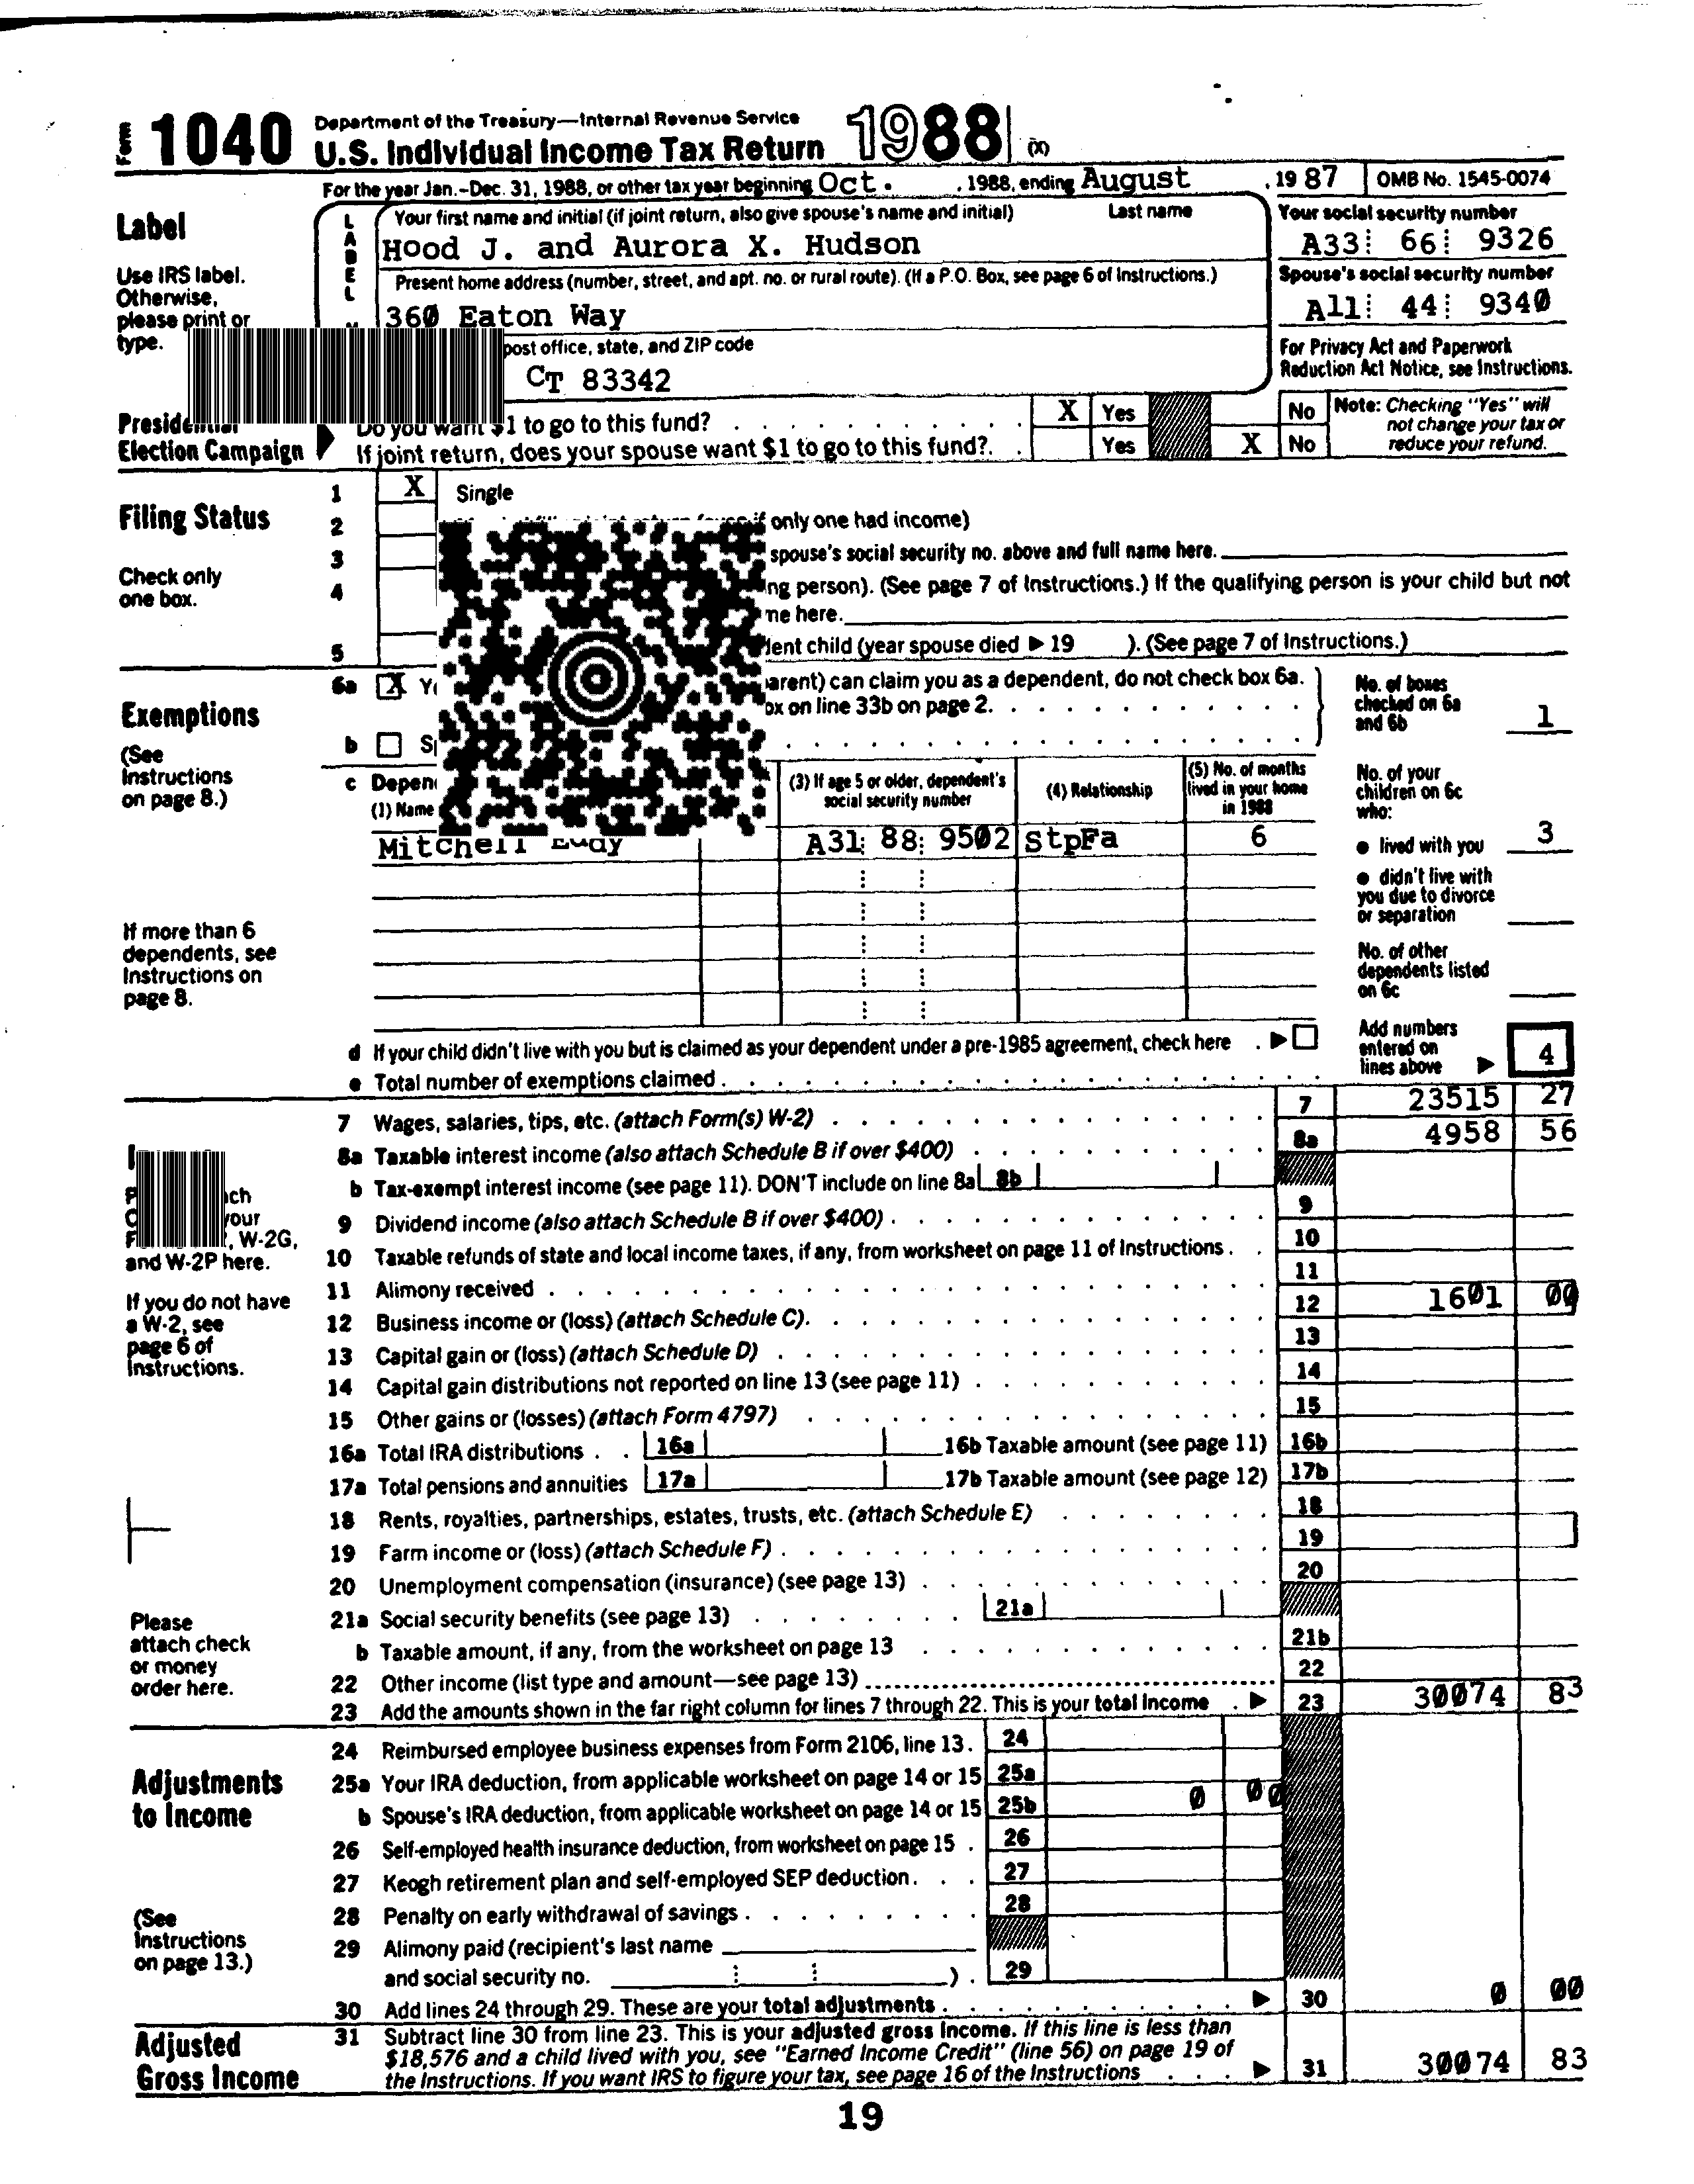 Form 1040 Department of the Treasury—Internal Revenue Service
U.S. Individual Income Tax Return 1988 (X)
For the year Jan.-Dec. 31, 1988, or other tax year beginning Oct. , 1988, ending August , 19 87 OMB No. 1545-0074
Label
Use IRS label.
Otherwise,
please print or
type.
LABEL
Your first name and initial (if joint return, also give spouse's name and initial) Last name
Hood J. and Aurora X. Hudson
Present home address (number, street, and apt. no. or rural route). (If a P.O. Box, see page 6 of Instructions.)
360 Eaton Way
post office, state, and ZIP code
CT 83342
Your social security number
A33 66 9326
Spouse's social security number
A11 44 9340
For Privacy Act and Paperwork
Reduction Act Notice, see Instructions.
Presidential
Election Campaign
Do you want $1 to go to this fund? . . . . . . . . . . . X Yes No
If joint return, does your spouse want $1 to go to this fund?. . Yes X No
Note: Checking "Yes" will
not change your tax or
reduce your refund.
Filing Status
Check only
one box.
1 X Single
2 if only one had income)
3 spouse's social security no. above and full name here.
4 person). (See page 7 of Instructions.) If the qualifying person is your child but not
here.
5 child (year spouse died ▶ 19 ). (See page 7 of Instructions.)
Exemptions
(See
Instructions
on page 8.)
6a X can claim you as a dependent, do not check box 6a.
on line 33b on page 2. . . . . . . . . . . .
b
c
(1) Name
(3) If age 5 or older, dependent's
social security number
(4) Relationship
(5) No. of months
lived in your home
in 1988
Mitchell A31 88 9502 StpFa 6
If more than 6
dependents, see
Instructions on
page 8.
No. of boxes
checked on 6a
and 6b 1
No. of your
children on 6c
who:
● lived with you 3
● didn't live with
you due to divorce
or separation
No. of other
dependents listed
on 6c
d If your child didn't live with you but is claimed as your dependent under a pre-1985 agreement, check here . ▶
e Total number of exemptions claimed . . . . . . . . . . . . . . . . . .
Add numbers
entered on
lines above ▶ 4
your
, W-2G,
and W-2P here.
If you do not have
a W-2, see
page 6 of
Instructions.
7 Wages, salaries, tips, etc. (attach Form(s) W-2) . . . . . . . . . . . . . 7 23515 27
8a Taxable interest income (also attach Schedule B if over $400) . . . . . . . . . 8a 4958 56
b Tax-exempt interest income (see page 11). DON'T include on line 8a 8b
9 Dividend income (also attach Schedule B if over $400) . . . . . . . . . . . 9
10 Taxable refunds of state and local income taxes, if any, from worksheet on page 11 of Instructions . . 10
11 Alimony received . . . . . . . . . . . . . . . . . . . 11
12 Business income or (loss) (attach Schedule C). . . . . . . . . . . . . . 12 1601 00
13 Capital gain or (loss) (attach Schedule D) . . . . . . . . . . . . . . . 13
14 Capital gain distributions not reported on line 13 (see page 11) . . . . . . . . . 14
15 Other gains or (losses) (attach Form 4797) . . . . . . . . . . . . . . 15
16a Total IRA distributions . . 16a 16b Taxable amount (see page 11) 16b
17a Total pensions and annuities 17a 17b Taxable amount (see page 12) 17b
18 Rents, royalties, partnerships, estates, trusts, etc. (attach Schedule E) . . . . . . . 18
19 Farm income or (loss) (attach Schedule F) . . . . . . . . . . . . . . . 19
20 Unemployment compensation (insurance) (see page 13) . . . . . . . . . . . 20
21a Social security benefits (see page 13) . . . . . . . 21a
b Taxable amount, if any, from the worksheet on page 13 . . . . . . . . . . . 21b
22 Other income (list type and amount—see page 13) 22
23 Add the amounts shown in the far right column for lines 7 through 22. This is your total income . ▶ 23 30074 83
Please
attach check
or money
order here.
Adjustments
to Income
(See
Instructions
on page 13.)
24 Reimbursed employee business expenses from Form 2106, line 13 . 24
25a Your IRA deduction, from applicable worksheet on page 14 or 15 25a
b Spouse's IRA deduction, from applicable worksheet on page 14 or 15 25b 0 00
26 Self-employed health insurance deduction, from worksheet on page 15 . 26
27 Keogh retirement plan and self-employed SEP deduction. . . 27
28 Penalty on early withdrawal of savings . . . . . . . . . 28
29 Alimony paid (recipient's last name
and social security no. ) . 29
30 Add lines 24 through 29. These are your total adjustments . . . . . . . . . . ▶ 30 0 00
Adjusted
Gross Income
31 Subtract line 30 from line 23. This is your adjusted gross income. If this line is less than
$18,576 and a child lived with you, see "Earned Income Credit" (line 56) on page 19 of
the Instructions. If you want IRS to figure your tax, see page 16 of the Instructions . . . ▶ 31 30074 83
19